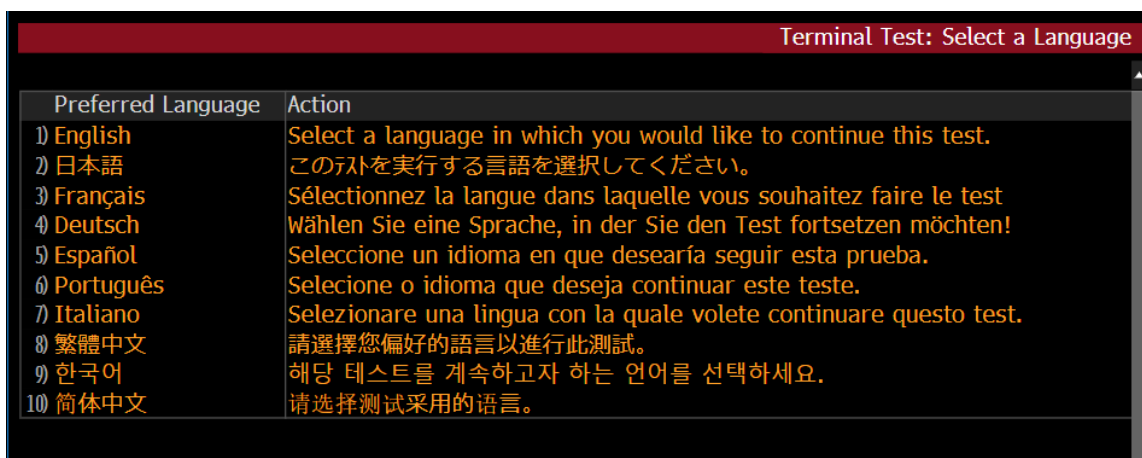 Terminal Test: Select a Language
Preferred Language Action
1) English Select a language in which you would like to continue this test.
2) 日本語 このﾃｽﾄを実行する言語を選択してください。
3) Français Sélectionnez la langue dans laquelle vous souhaitez faire le test
4) Deutsch Wählen Sie eine Sprache, in der Sie den Test fortsetzen möchten!
5) Español Seleccione un idioma en que desearía seguir esta prueba.
6) Português Selecione o idioma que deseja continuar este teste.
7) Italiano Selezionare una lingua con la quale volete continuare questo test.
8) 繁體中文 請選擇您偏好的語言以進行此測試。
9) 한국어 해당 테스트를 계속하고자 하는 언어를 선택하세요.
10) 简体中文 请选择测试采用的语言。